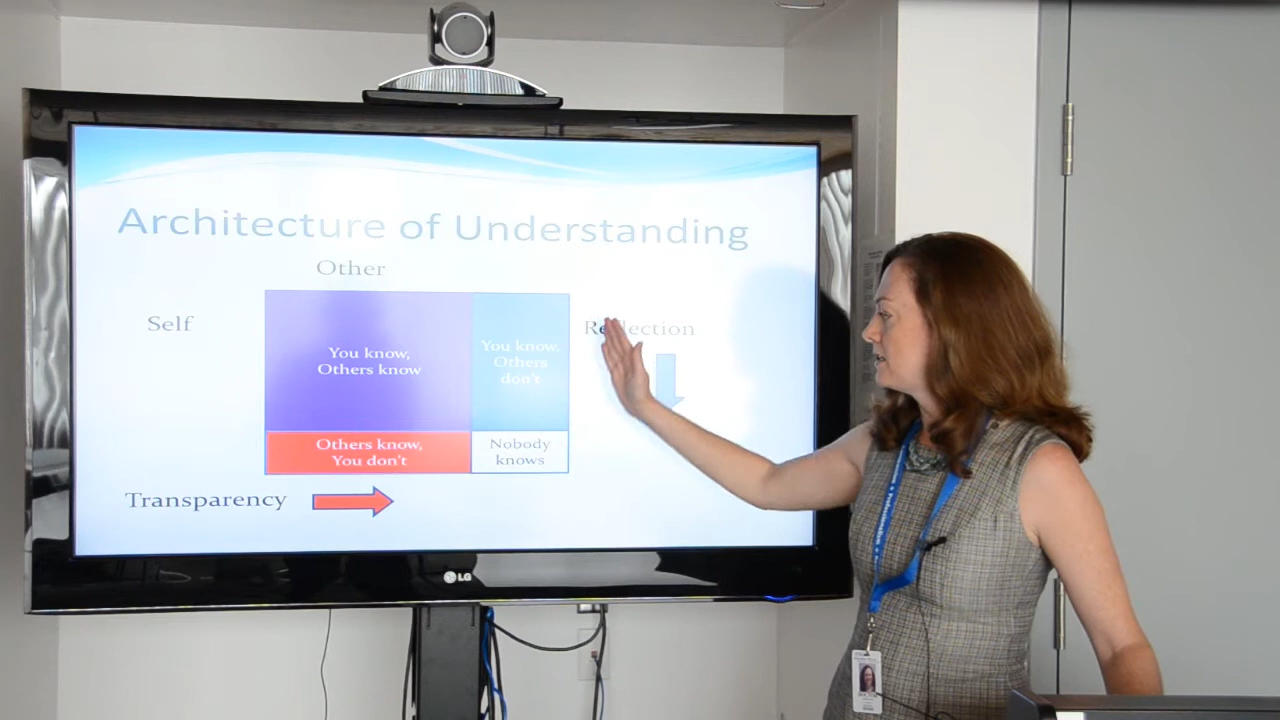 Architecture of Understanding
Other
Self
Reflection
You know,
Others know
You know,
Others
don't
Others know,
You don't
Nobody
knows
Transparency
LG